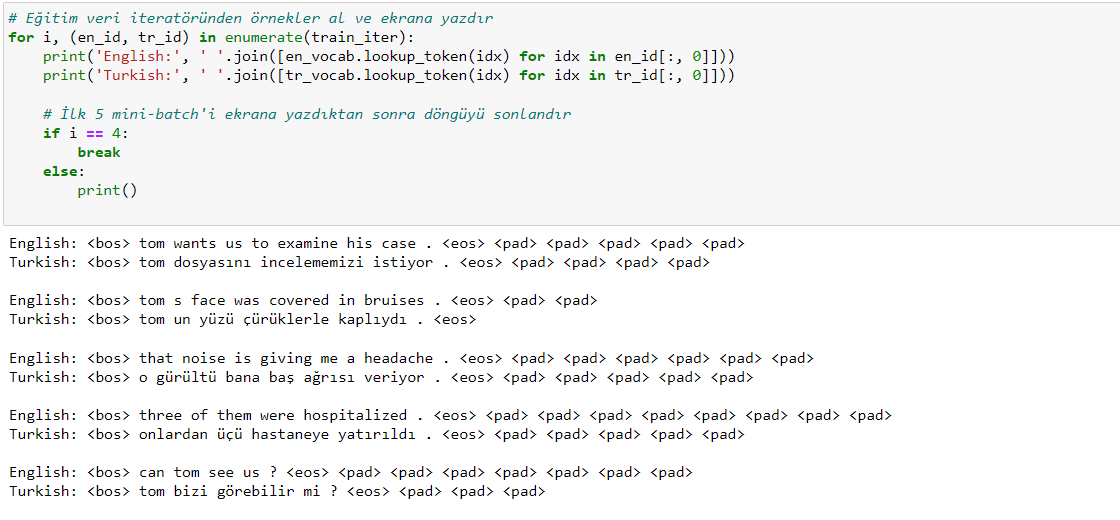 # Eğitim veri iteratöründen örnekler al ve ekrana yazdır
for i, (en_id, tr_id) in enumerate(train_iter):
    print('English:', ' '.join([en_vocab.lookup_token(idx) for idx in en_id[:, 0]]))
    print('Turkish:', ' '.join([tr_vocab.lookup_token(idx) for idx in tr_id[:, 0]]))

    # İlk 5 mini-batch'i ekrana yazdıktan sonra döngüyü sonlandır
    if i == 4:
        break
    else:
        print()

English: <bos> tom wants us to examine his case . <eos> <pad> <pad> <pad> <pad> <pad>
Turkish: <bos> tom dosyasını incelememizi istiyor . <eos> <pad> <pad> <pad> <pad>

English: <bos> tom s face was covered in bruises . <eos> <pad> <pad>
Turkish: <bos> tom un yüzü çürüklerle kaplıydı . <eos>

English: <bos> that noise is giving me a headache . <eos> <pad> <pad> <pad> <pad> <pad> <pad>
Turkish: <bos> o gürültü bana baş ağrısı veriyor . <eos> <pad> <pad> <pad> <pad> <pad>

English: <bos> three of them were hospitalized . <eos> <pad> <pad> <pad> <pad> <pad> <pad> <pad> <pad>
Turkish: <bos> onlardan üçü hastaneye yatırıldı . <eos> <pad> <pad> <pad> <pad> <pad>

English: <bos> can tom see us ? <eos> <pad> <pad> <pad> <pad> <pad> <pad> <pad>
Turkish: <bos> tom bizi görebilir mi ? <eos> <pad> <pad> <pad>